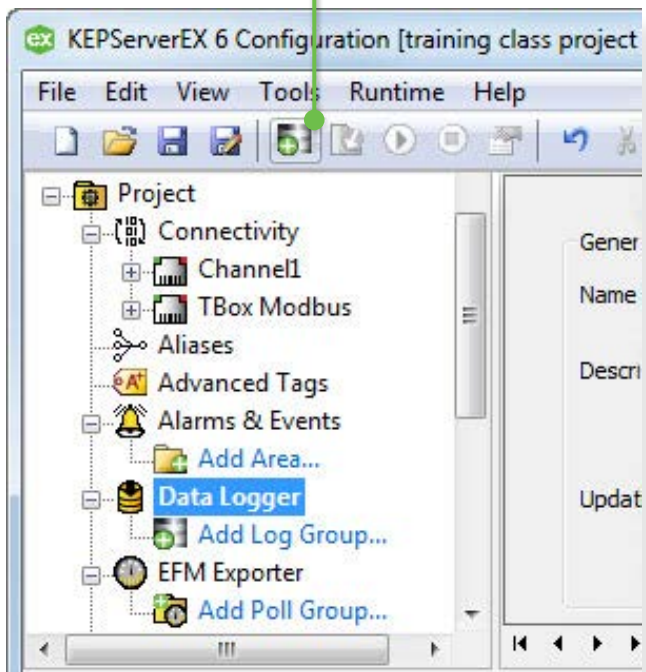 KEPServerEX 6 Configuration [training class project
File Edit View Tools Runtime Help
Project
Connectivity
Channel1
TBox Modbus
Aliases
Advanced Tags
Alarms & Events
Add Area...
Data Logger
Add Log Group...
EFM Exporter
Add Poll Group...
Gener
Name
Descri
Updat